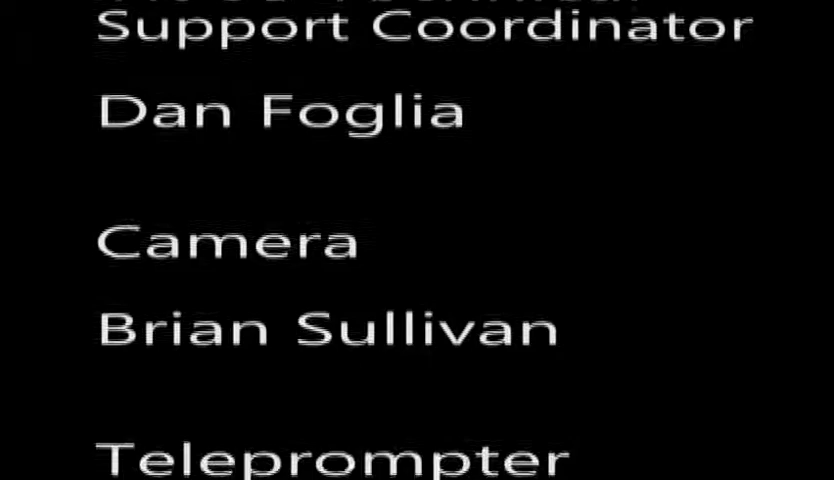 Support Coordinator
Dan Foglia
Camera
Brian Sullivan
Teleprompter